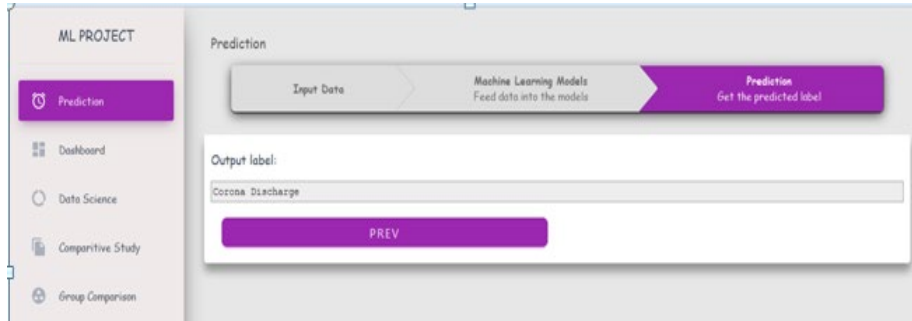 ML PROJECT
Prediction
Dashboard
Data Science
Comparitive Study
Group Comparison
Prediction
Input Data
Machine Learning Models
Feed data into the models
Prediction
Get the predicted label
Output label:
Corona Discharge
PREV